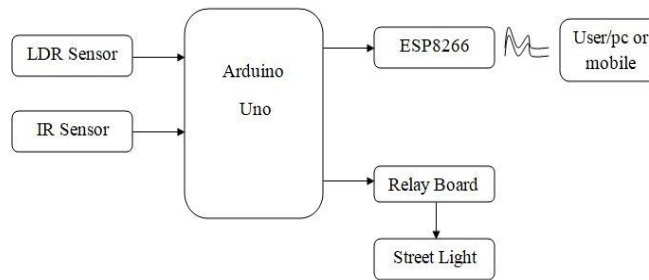 LDR Sensor
IR Sensor
Arduino
Uno
ESP8266
User/pc or
mobile
Relay Board
Street Light